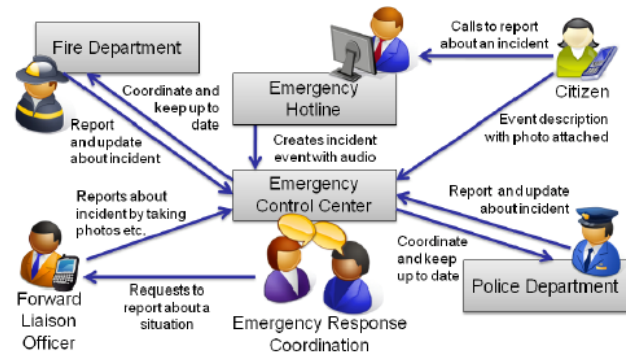 Fire Department
Emergency
Hotline
Calls to report
about an incident
Citizen
Coordinate and
keep up to
date
Report
and update
about incident
Creates incident
event with audio
Event description
with photo attached
Emergency
Control Center
Reports about
incident by taking
photos etc.
Report and update
about incident
Coordinate
and keep
up to date
Police Department
Forward
Liaison
Officer
Requests to
report about a
situation
Emergency Response
Coordination